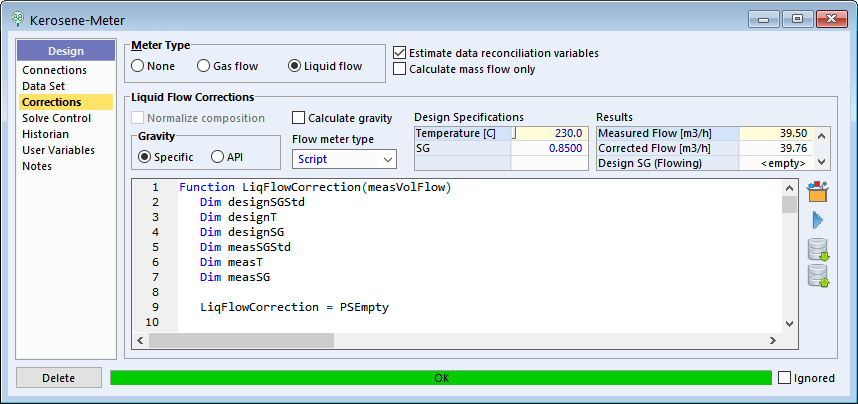 Kerosene-Meter
Design
Connections
Data Set
Corrections
Solve Control
Historian
User Variables
Notes
Meter Type
None
Gas flow
Liquid flow
Estimate data reconciliation variables
Calculate mass flow only
Liquid Flow Corrections
Normalize composition
Calculate gravity
Gravity
Specific
API
Flow meter type
Script
Design Specifications
Temperature [C] 230.0
SG 0.8500
Results
Measured Flow [m3/h] 39.50
Corrected Flow [m3/h] 39.76
Design SG (Flowing) <empty>
1 Function LiqFlowCorrection(measVolFlow)
2 Dim designSGStd
3 Dim designT
4 Dim designSG
5 Dim measSGStd
6 Dim measT
7 Dim measSG
8
9 LiqFlowCorrection = PSEmpty
10
Delete
OK
Ignored